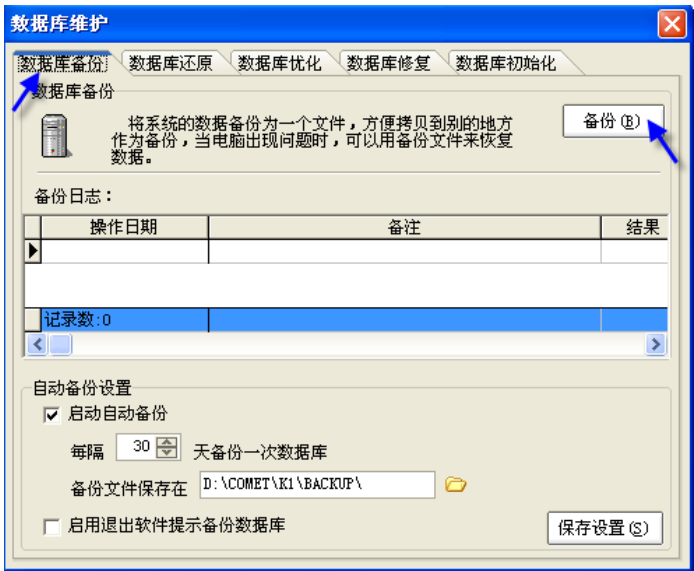 数据库维护
数据库备份 数据库还原 数据库优化 数据库修复 数据库初始化
数据库备份
将系统的数据备份为一个文件，方便拷贝到别的地方
作为备份，当电脑出现问题时，可以用备份文件来恢复
数据。
备份(B)
备份日志：
操作日期 备注 结果
记录数:0
自动备份设置
启动自动备份
每隔 30 天备份一次数据库
备份文件保存在 D:\COMET\K1\BACKUP\
启用退出软件提示备份数据库
保存设置(S)